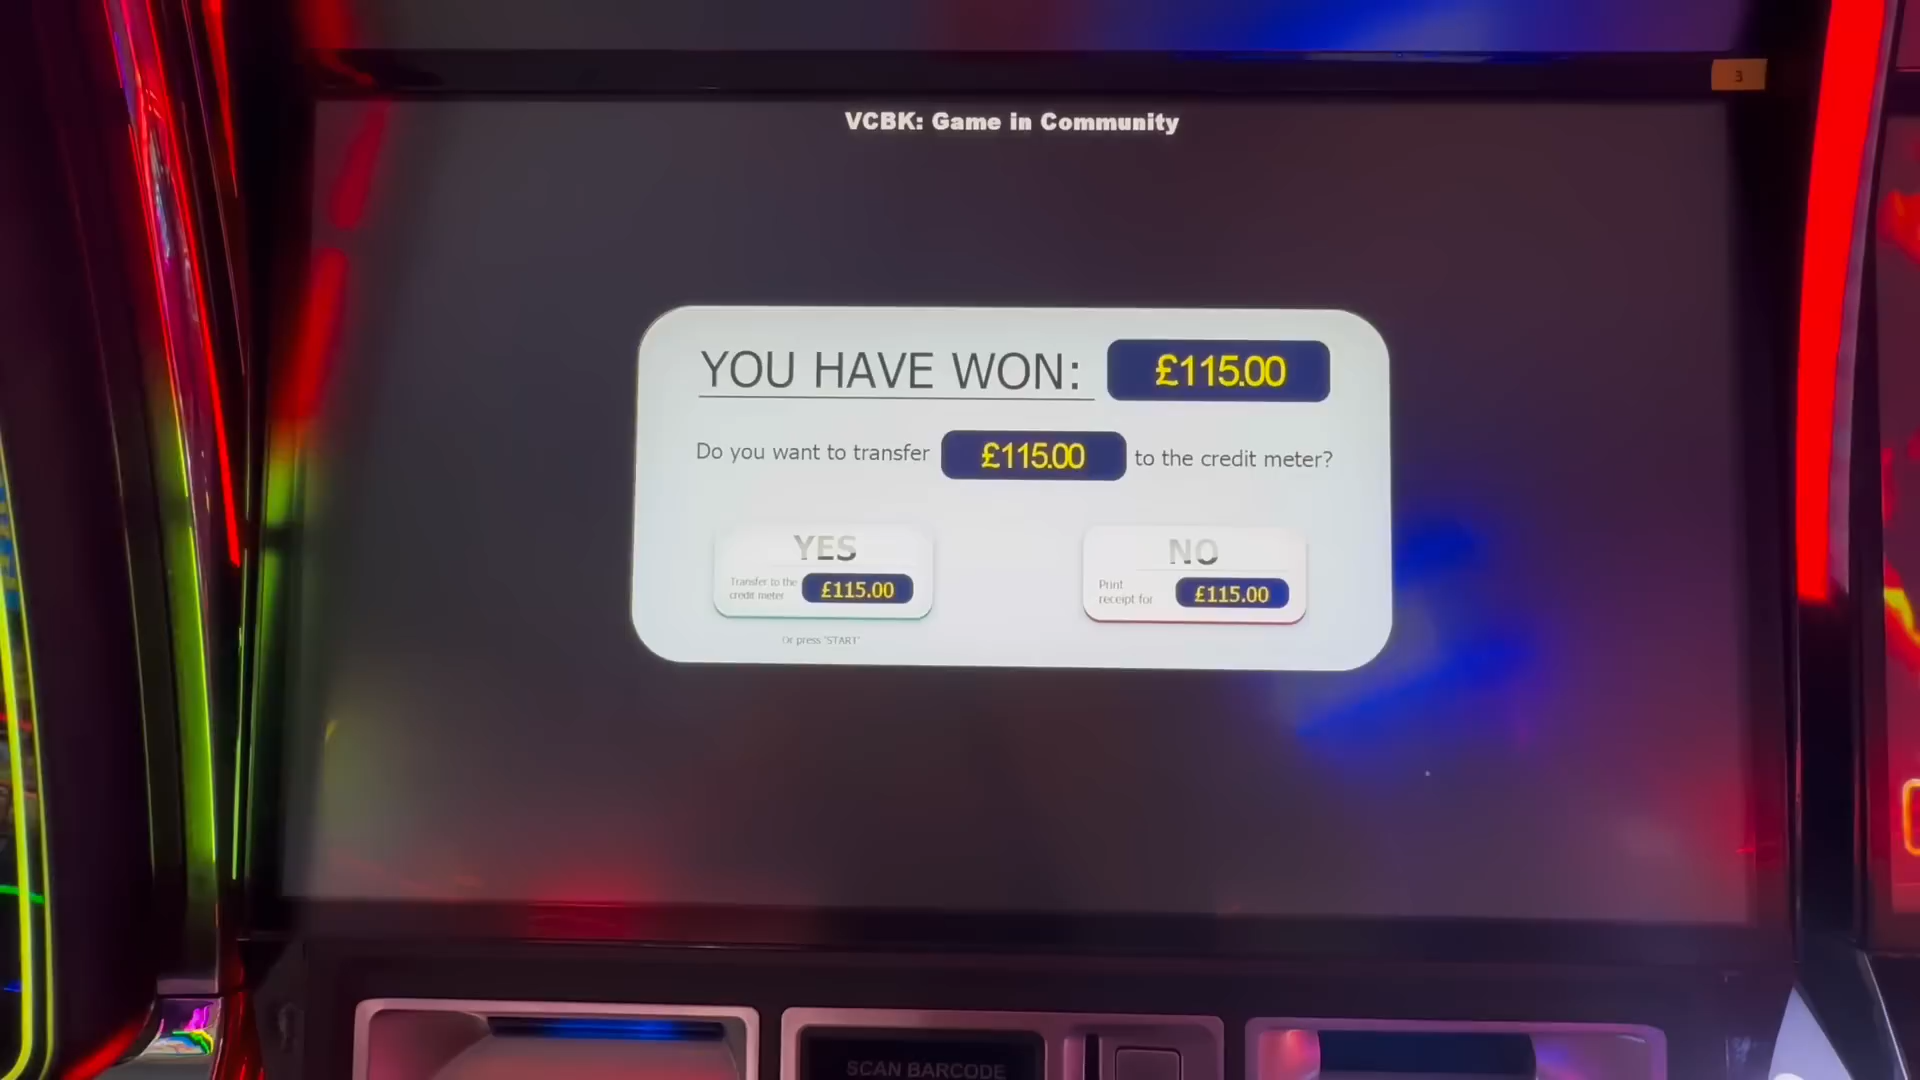 3
VCBK: Game in Community
YOU HAVE WON: £115.00
Do you want to transfer £115.00 to the credit meter?
YES
Transfer to the
credit meter
£115.00
Or press 'START'
NO
Print
receipt for
£115.00
SCAN BARCODE